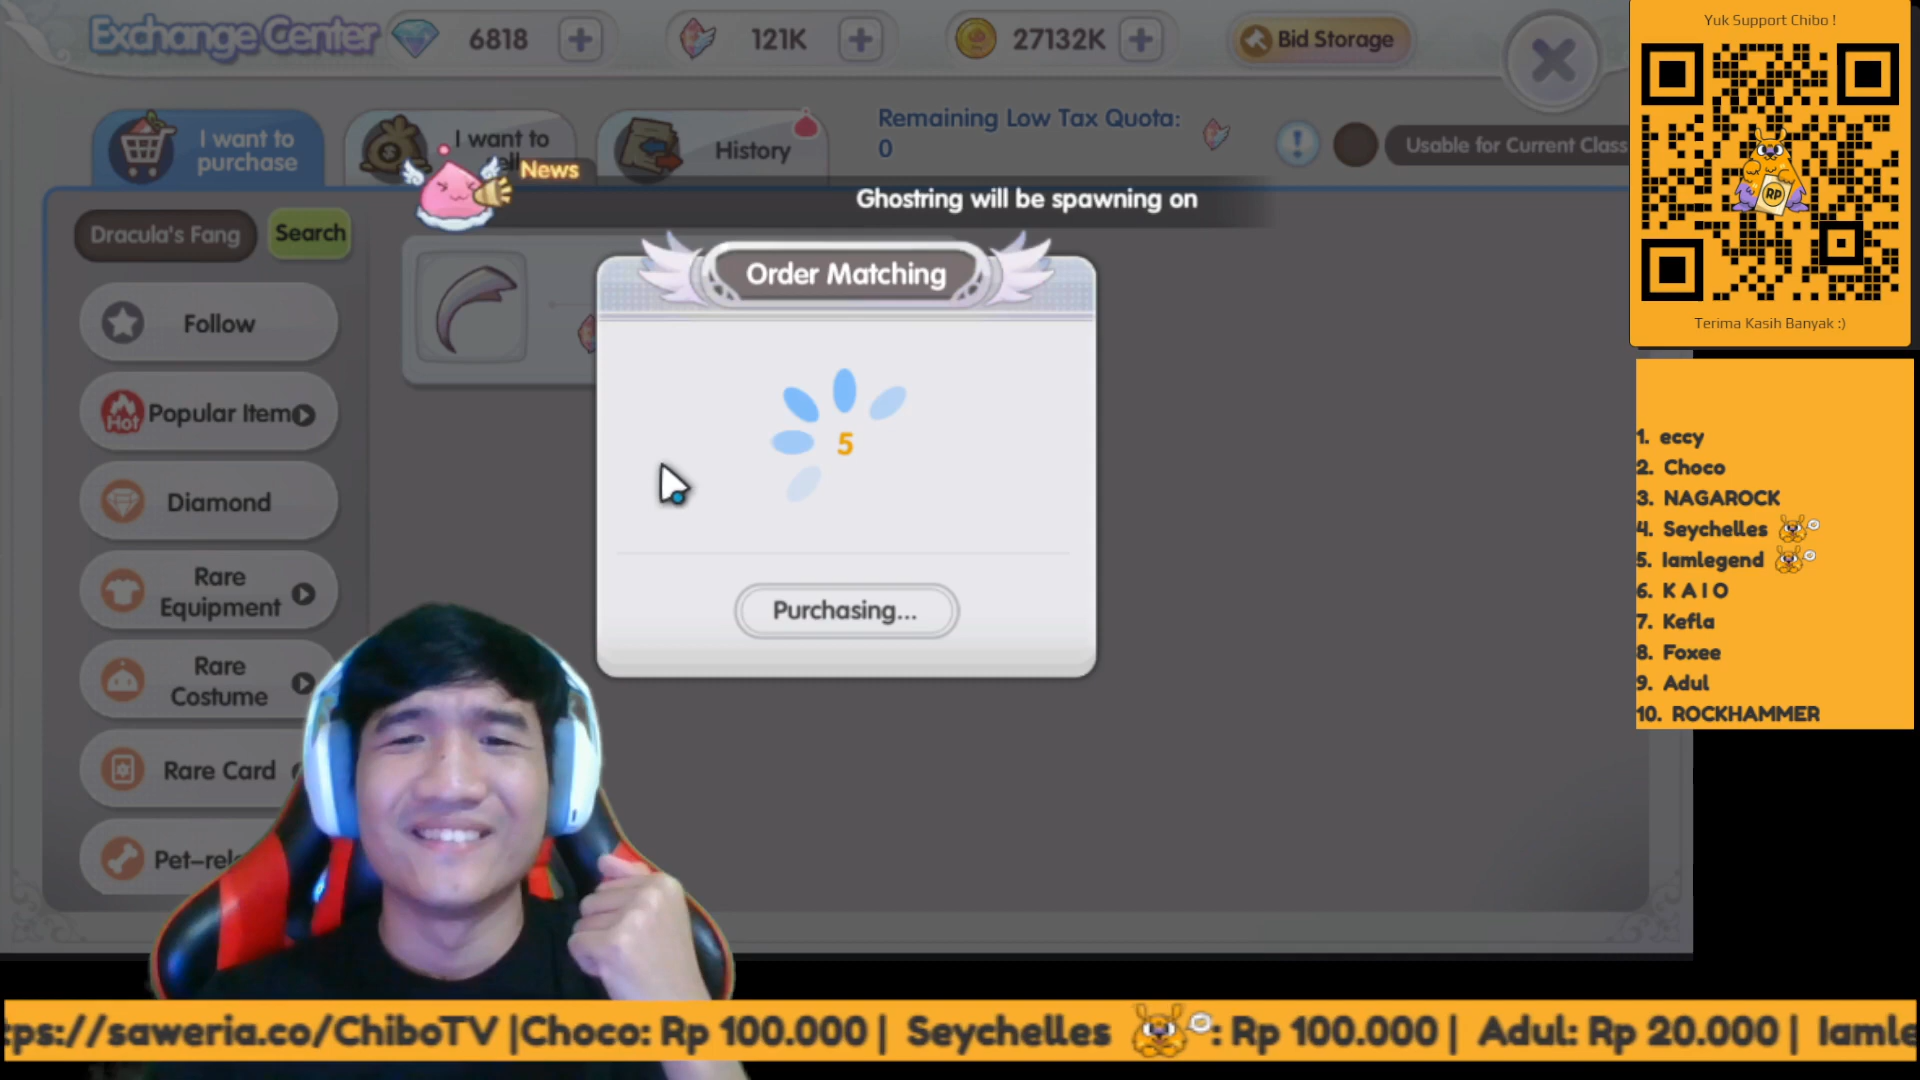 Exchange Center
6818
121K
27132K
Bid Storage
I want to
purchase
I want to
History
Remaining Low Tax Quota:
0
Usable for Current Class
News
Ghostring will be spawning on
Dracula's Fang
Search
Follow
Hot
Popular Item
Diamond
Rare
Equipment
Rare
Costume
Rare Card
Order Matching
5
Purchasing...
Yuk Support Chibo !
RP
Terima Kasih Banyak :)
1. eccy
2. Choco
3. NAGAROCK
4. Seychelles
5. Iamlegend
6. K A I O
7. Kefla
8. Foxee
9. Adul
10. ROCKHAMMER
tps://saweria.co/ChiboTV |Choco: Rp 100.000 | Seychelles : Rp 100.000 | Adul: Rp 20.000 | Iamle